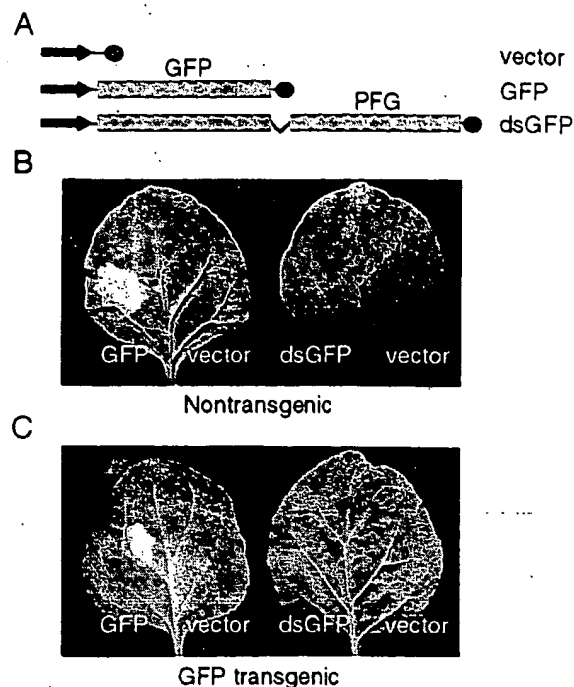 A
vector
GFP
GFP
PFG
dsGFP
B
GFP vector dsGFP vector
Nontransgenic
C
GFP vector dsGFP vector
GFP transgenic